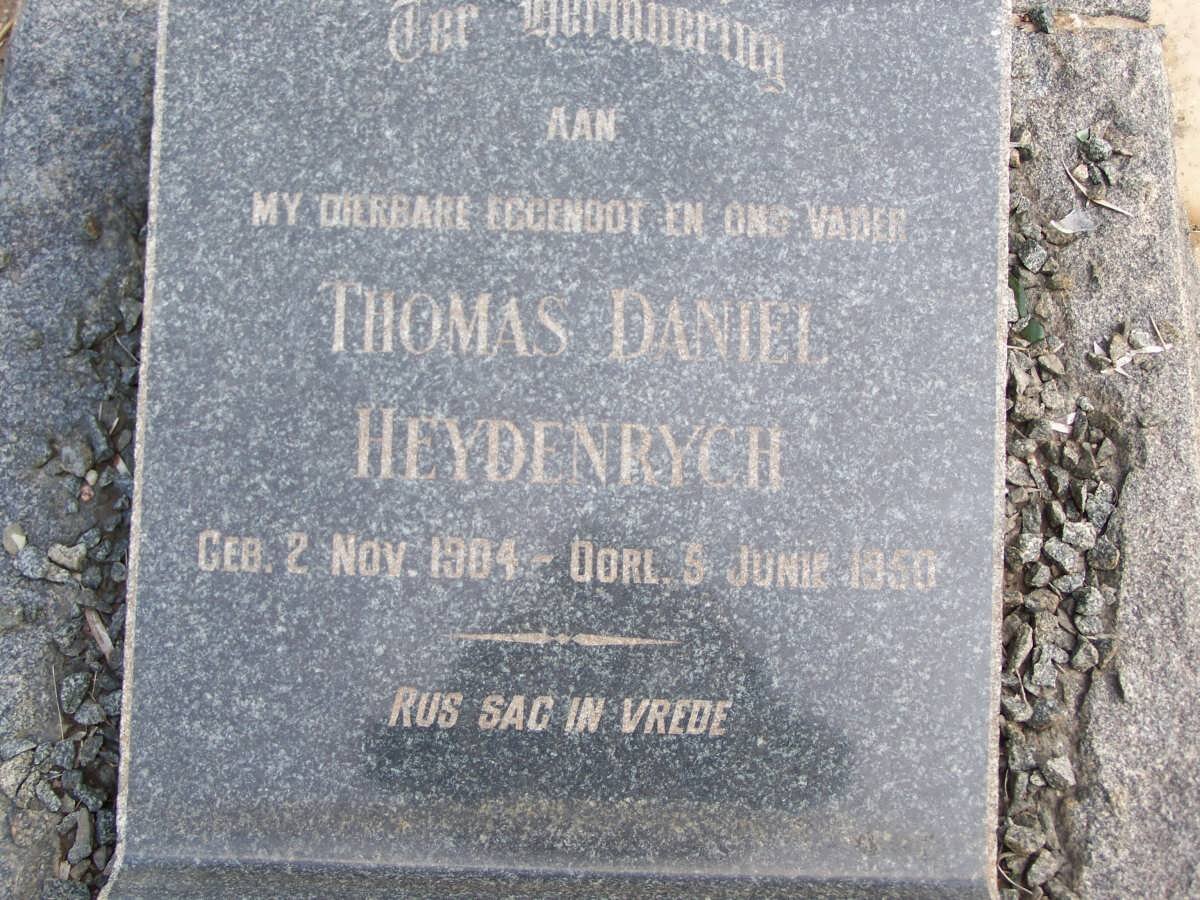 Ter Herinnering
AAN
MY DIERBARE EGGENOOT EN ONS VADER
THOMAS DANIEL
HEYDENRYCH
GEB. 2 NOV. 1904 - OORL. 5 JUNIE 1950
RUS SAG IN VREDE